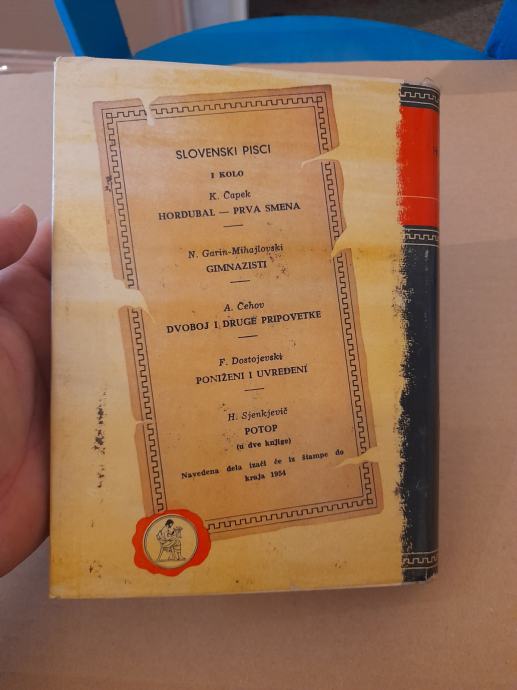 SLOVENSKI PISCI
I KOLO
K. Čapek
HORDUBAL — PRVA SMENA
N. Garin-Mihajlovski
GIMNAZISTI
A. Čehov
DVOBOJ I DRUGE PRIPOVETKE
F. Dostojevski
PONIŽENI I UVREĐENI
H. Sjenkjevič
POTOP
(u dve knjige)
Navedena dela izaći će iz štampe do
kraja 1954